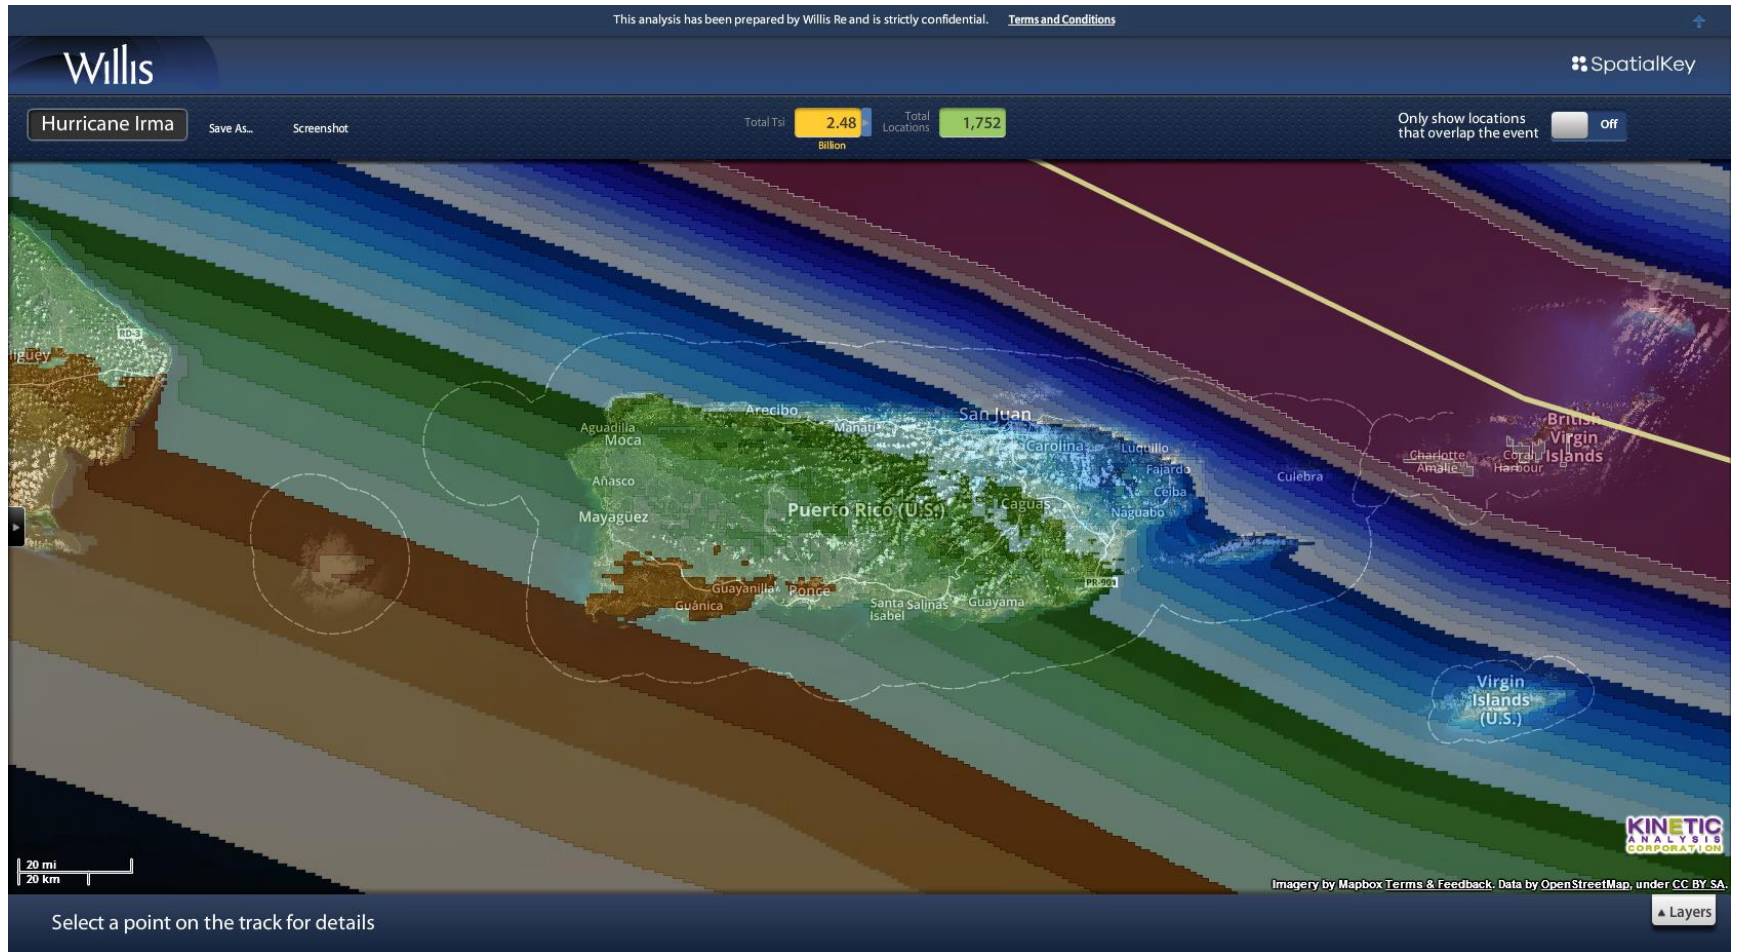 This analysis has been prepared by Willis Re and is strictly confidential. Terms and Conditions
Willis
SpatialKey
Hurricane Irma
Save As...
Screenshot
Total Tsi
2.48
Billion
Total
Locations
1,752
Only show locations
that overlap the event
Off
RD-3
Arecibo
San Juan
Aguadilla
Moca
Manatí
Carolina
Luquillo
Fajardo
Ceiba
Naguabo
Culebra
Charlotte
Amalie
Coral
Harbour
British
Virgin
Islands
Añasco
Mayagüez
Puerto Rico (U.S.)
Caguas
PR-901
Guayanilla
Ponce
Guánica
Santa
Isabel
Salinas
Guayama
Virgin
Islands
(U.S.)
KINETIC
ANALYSIS
CORPORATION
20 mi
20 km
Imagery by Mapbox Terms & Feedback. Data by OpenStreetMap, under CC BY SA.
Select a point on the track for details
Layers